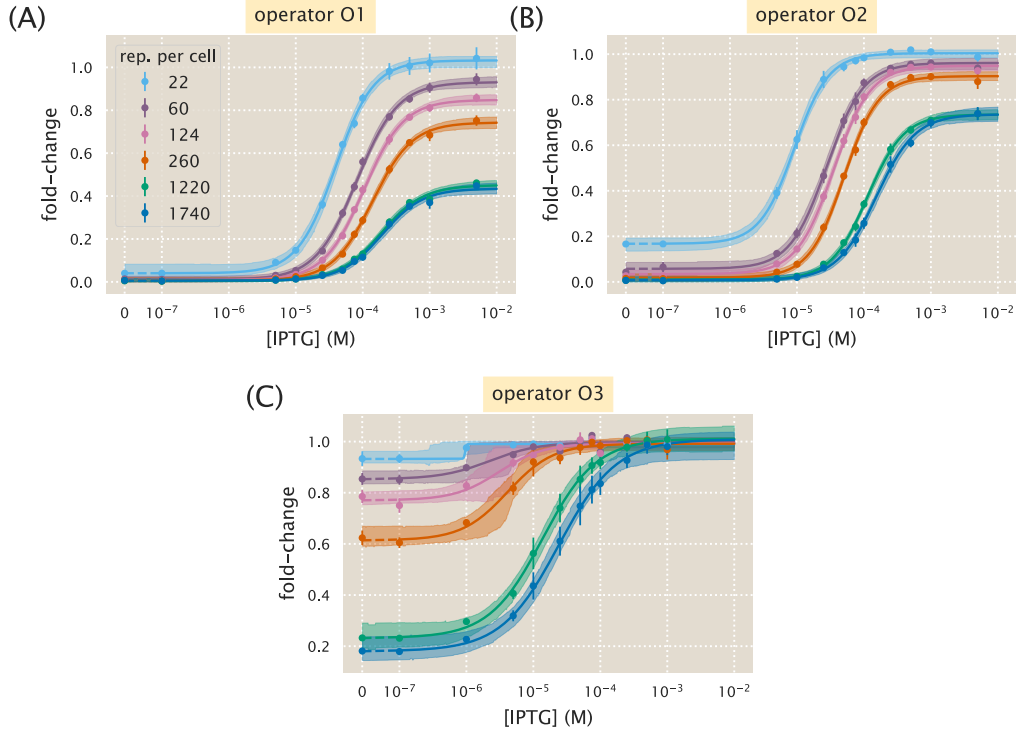 (A)
operator O1
fold-change
1.0
0.8
0.6
0.4
0.2
0.0
rep. per cell
22
60
124
260
1220
1740
0 10⁻⁷ 10⁻⁶ 10⁻⁵ 10⁻⁴ 10⁻³ 10⁻²
[IPTG] (M)
(B)
operator O2
fold-change
1.0
0.8
0.6
0.4
0.2
0.0
0 10⁻⁷ 10⁻⁶ 10⁻⁵ 10⁻⁴ 10⁻³ 10⁻²
[IPTG] (M)
(C)
operator O3
fold-change
1.0
0.8
0.6
0.4
0.2
0 10⁻⁷ 10⁻⁶ 10⁻⁵ 10⁻⁴ 10⁻³ 10⁻²
[IPTG] (M)